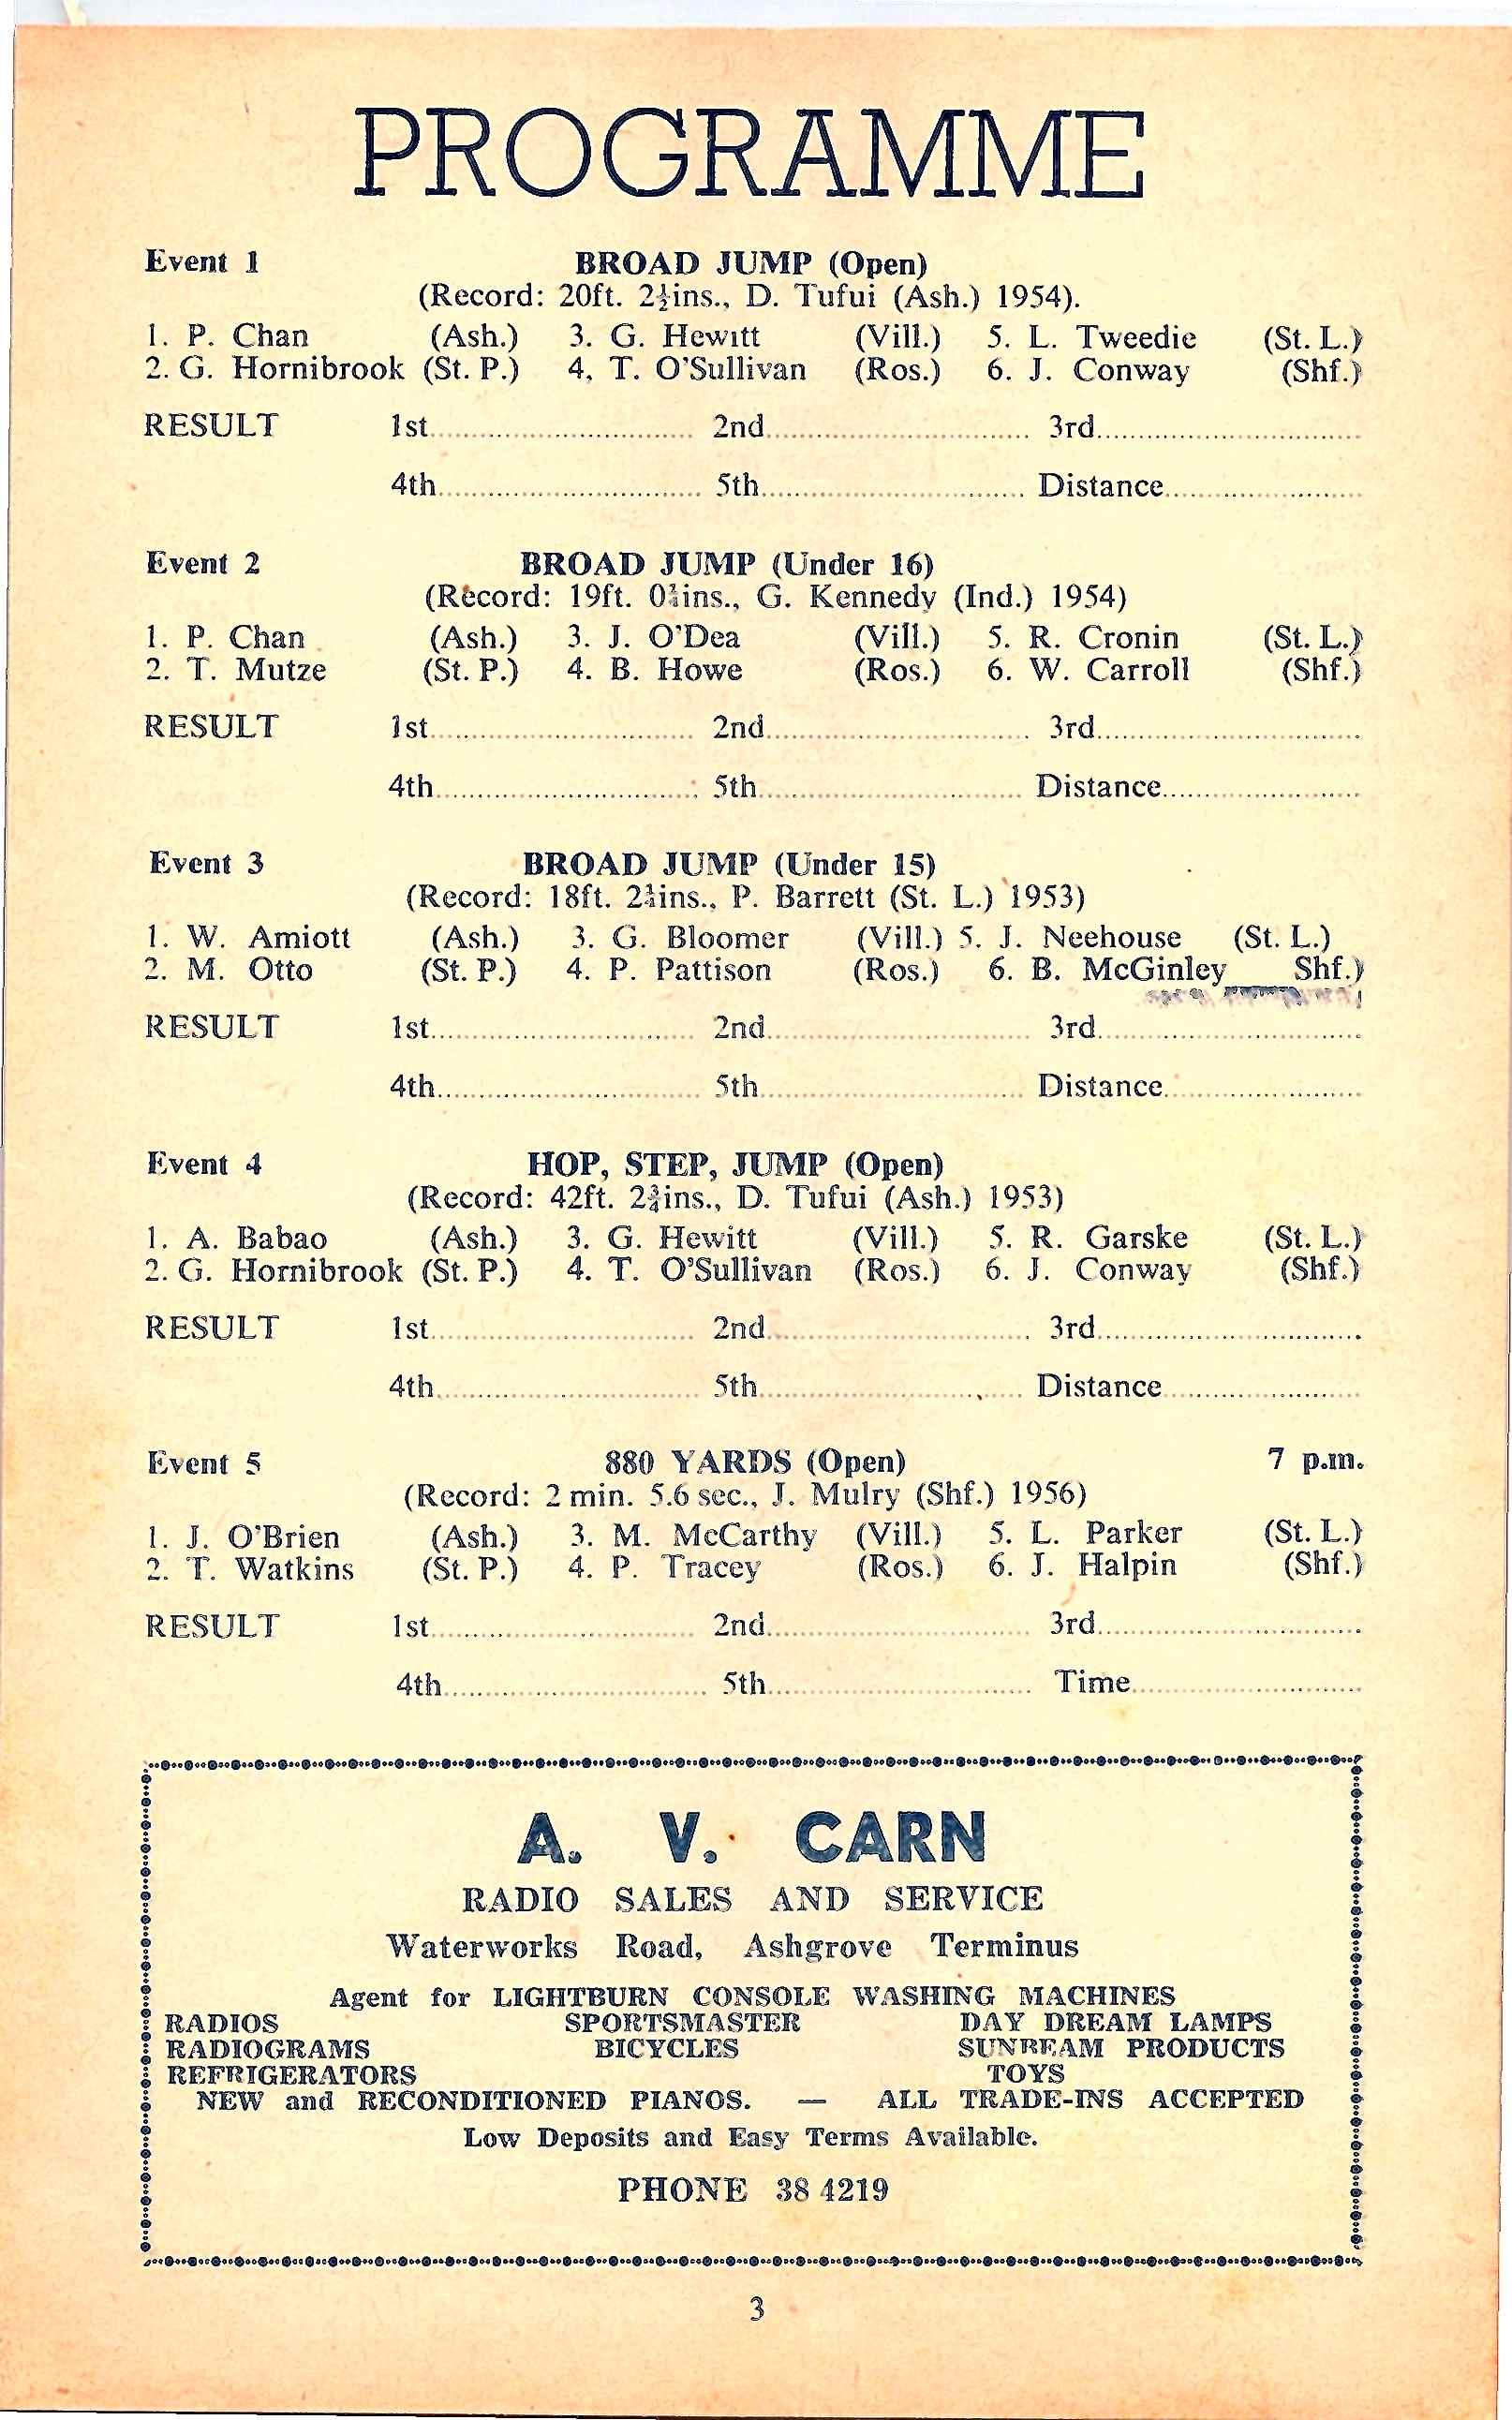 PROGRAMME
Event 1 BROAD JUMP (Open)
(Record: 20ft. 2½ins., D. Tufui (Ash.) 1954).
1. P. Chan (Ash.) 3. G. Hewitt (Vill.) 5. L. Tweedie (St. L.)
2. G. Hornibrook (St. P.) 4. T. O'Sullivan (Ros.) 6. J. Conway (Shf.)
RESULT 1st 2nd 3rd
4th 5th Distance
Event 2 BROAD JUMP (Under 16)
(Record: 19ft. G. Kennedy (Ind.) 1954)
1. P. Chan (Ash.) 3. J. O'Dea (Vill.) 5. R. Cronin (St. L.)
2. T. Mutze (St. P.) 4. B. Howe (Ros.) 6. W. Carroll (Shf.)
RESULT 1st 2nd 3rd
4th 5th Distance
Event 3 BROAD JUMP (Under 15)
(Record: 18ft. P. Barrett (St. L.) 1953)
1. W. Amiott (Ash.) 3. G. Bloomer (Vill.) 5. J. Neehouse (St. L.)
2. M. Otto (St. P.) 4. P. Pattison (Ros.) 6. B. McGinley Shf.)
RESULT 1st 2nd 3rd
4th 5th Distance
Event 4 HOP, STEP, JUMP (Open)
(Record: 42ft. 2¾ins., D. Tufui (Ash.) 1953)
1. A. Babao (Ash.) 3. G. Hewitt (Vill.) 5. R. Garske (St. L.)
2. G. Hornibrook (St. P.) 4. T. O'Sullivan (Ros.) 6. J. Conway (Shf.)
RESULT 1st 2nd 3rd
4th 5th Distance
Event 5 880 YARDS (Open) 7 p.m.
(Record: 2 min. 5.6 sec., J. Mulry (Shf.) 1956)
1. J. O'Brien (Ash.) 3. M. McCarthy (Vill.) 5. L. Parker (St. L.)
2. T. Watkins (St. P.) 4. P. Tracey (Ros.) 6. J. Halpin (Shf.)
RESULT 1st 2nd 3rd
4th 5th Time
A. V. CARN
RADIO SALES AND SERVICE
Waterworks Road, Ashgrove Terminus
Agent for LIGHTBURN CONSOLE WASHING MACHINES
RADIOS SPORTSMASTER DAY DREAM LAMPS
RADIOGRAMS BICYCLES SUNBEAM PRODUCTS
REFRIGERATORS TOYS
NEW and RECONDITIONED PIANOS. — ALL TRADE-INS ACCEPTED
Low Deposits and Easy Terms Available.
PHONE 38 4219
3